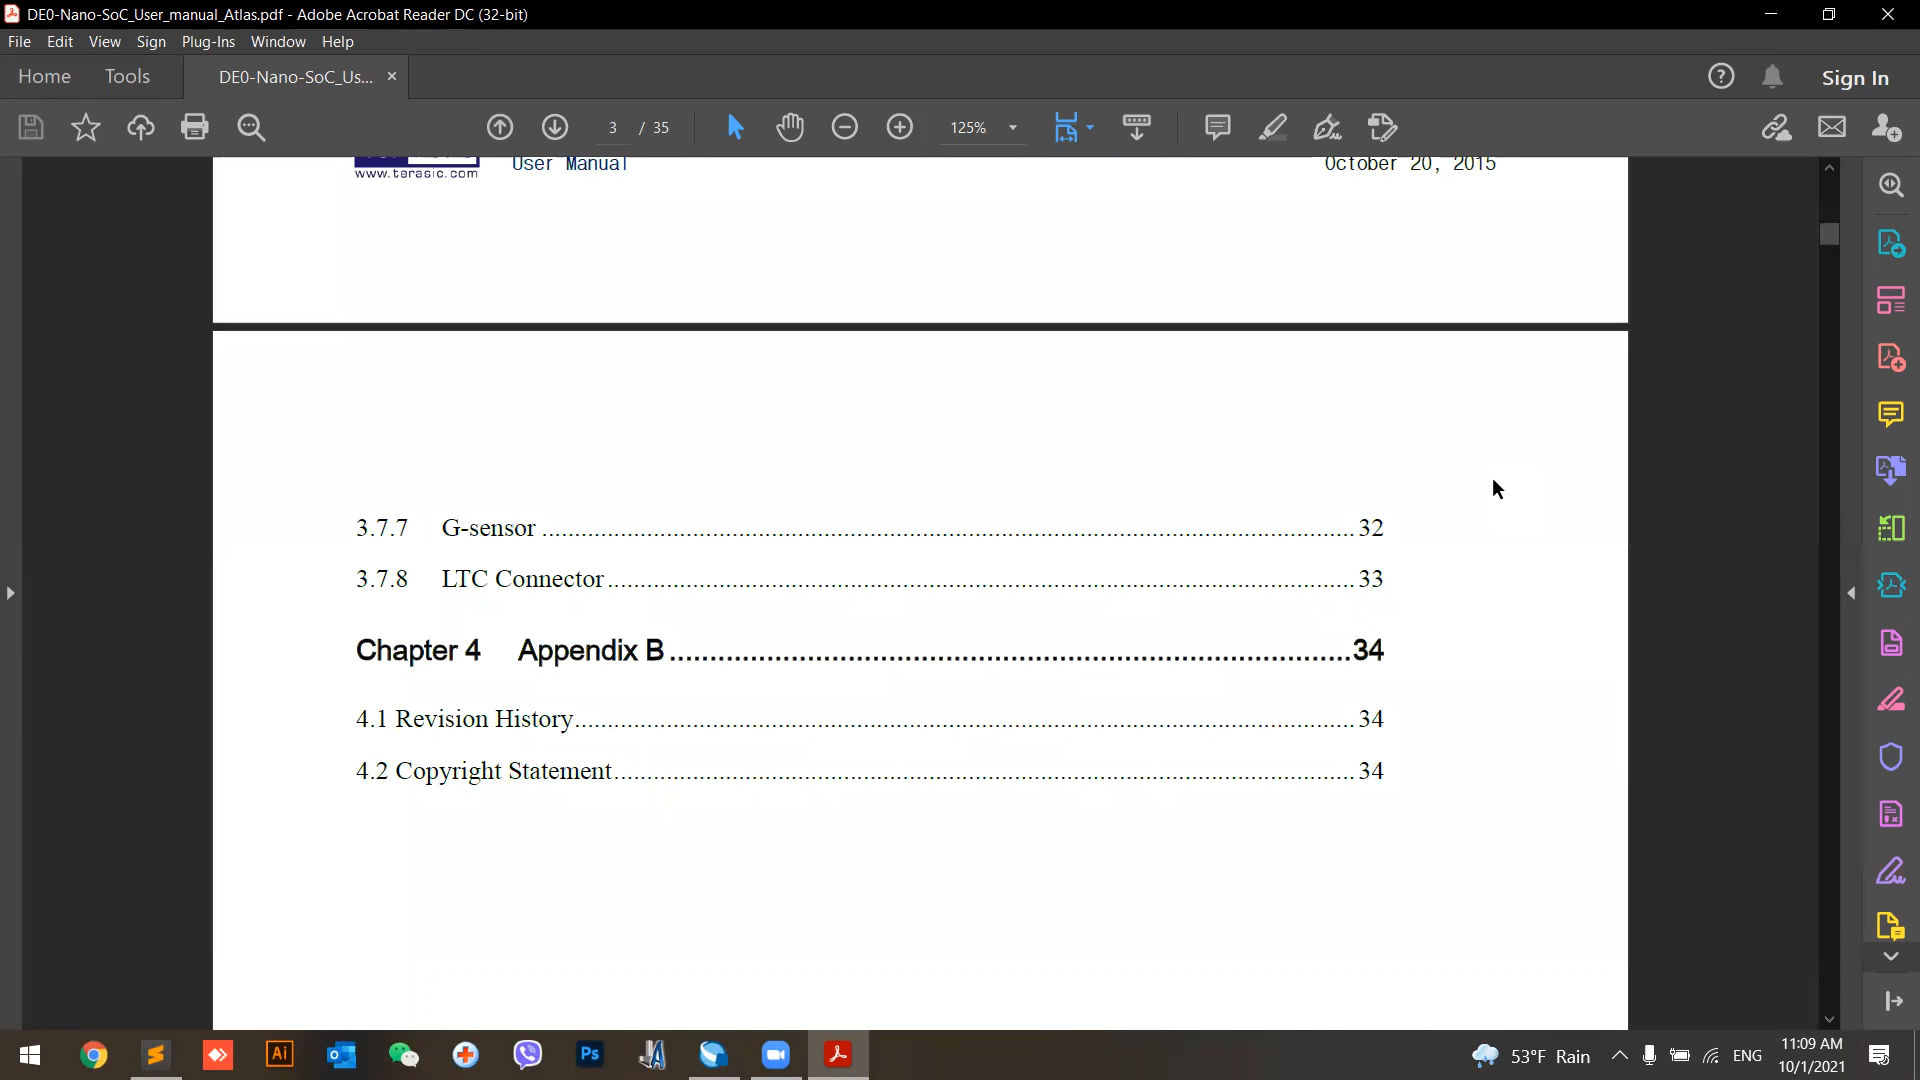 DE0-Nano-SoC_User_manual_Atlas.pdf - Adobe Acrobat Reader DC (32-bit)
File Edit View Sign Plug-Ins Window Help
Home Tools DE0-Nano-SoC_Us... × Sign In
3 / 35 125%
www.terasic.com User Manual October 20, 2015
3.7.7 G-sensor ........ 32
3.7.8 LTC Connector ........ 33
Chapter 4 Appendix B ........ 34
4.1 Revision History ........ 34
4.2 Copyright Statement ........ 34
Ai Ps 53°F Rain ENG 11:09 AM
10/1/2021